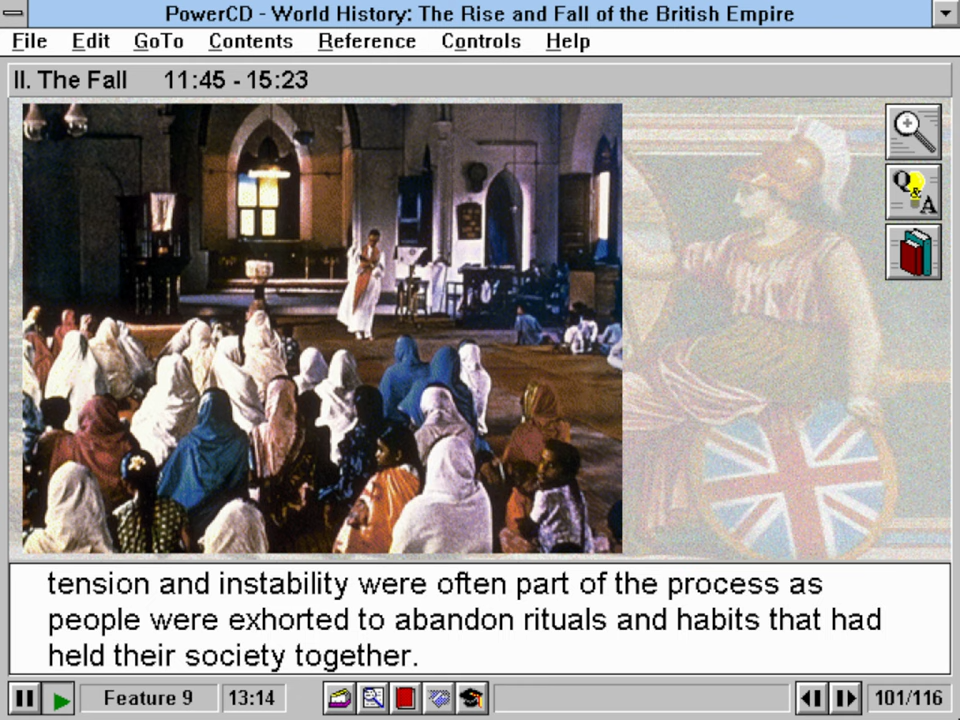 PowerCD - World History: The Rise and Fall of the British Empire
File Edit GoTo Contents Reference Controls Help
II. The Fall 11:45 - 15:23
Q & A
tension and instability were often part of the process as
people were exhorted to abandon rituals and habits that had
held their society together.
Feature 9 13:14 101/116